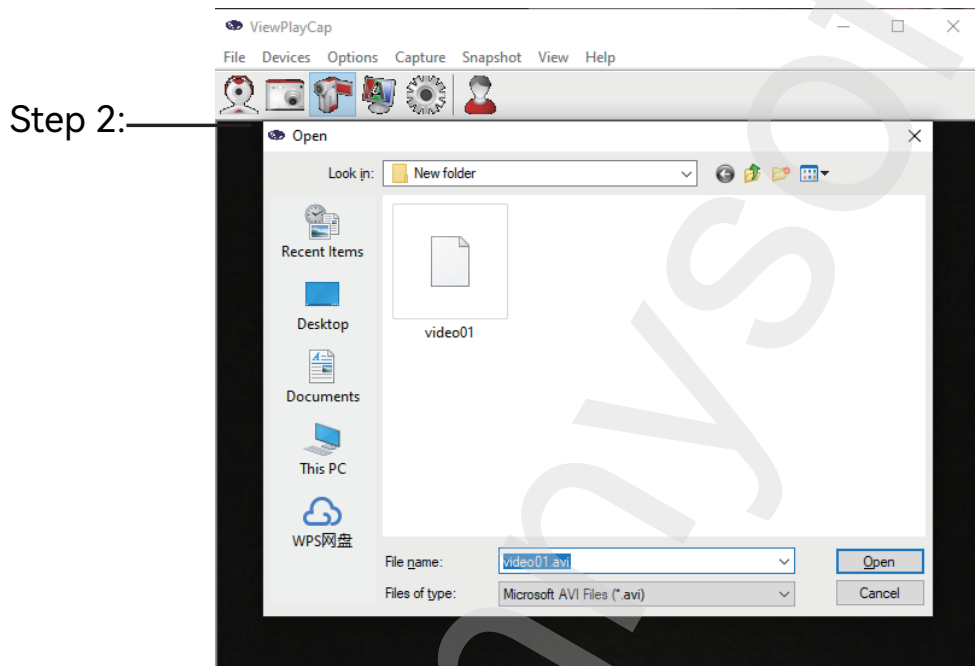 ViewPlayCap
File Devices Options Capture Snapshot View Help
Step 2:
Open
Look in: New folder
Recent Items
Desktop
Documents
This PC
WPS网盘
video01
File name: video01.avi Open
Files of type: Microsoft AVI Files (*.avi) Cancel